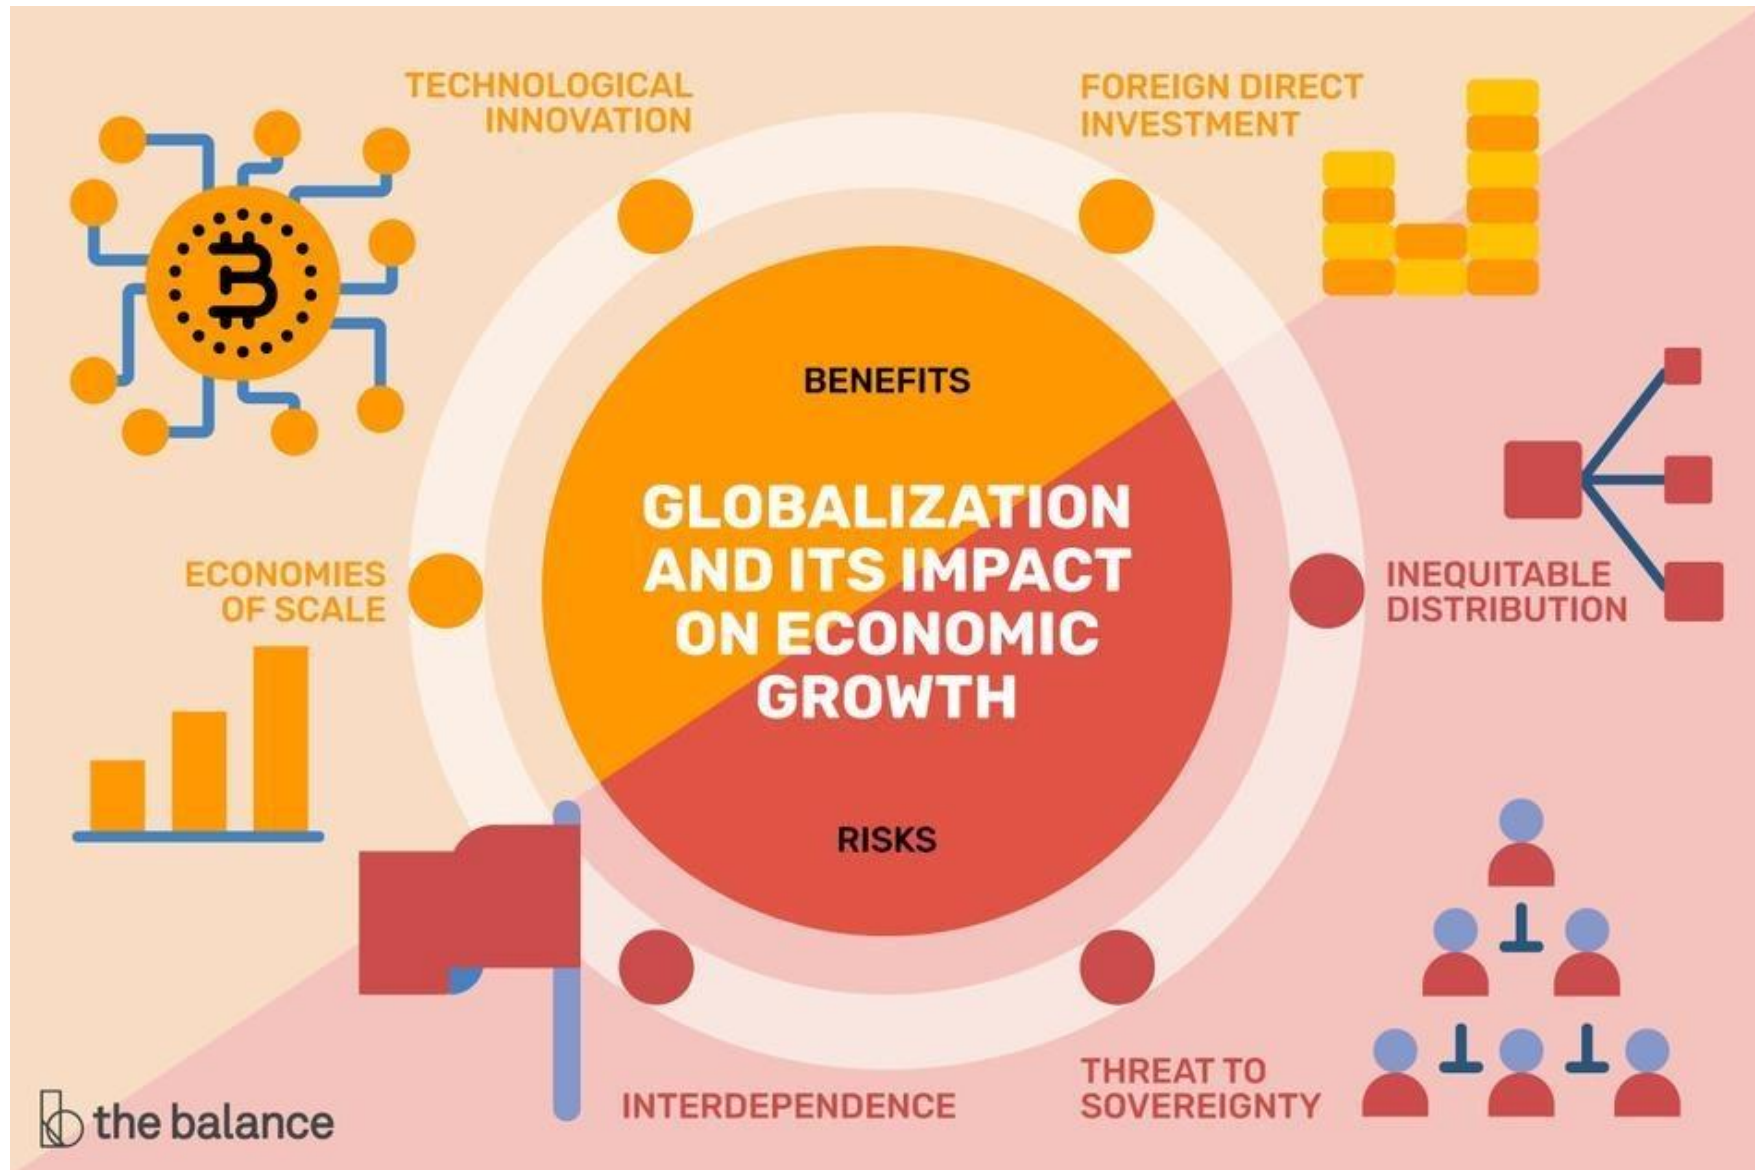 TECHNOLOGICAL
INNOVATION
FOREIGN DIRECT
INVESTMENT
BENEFITS
GLOBALIZATION
AND ITS IMPACT
ON ECONOMIC
GROWTH
ECONOMIES
OF SCALE
INEQUITABLE
DISTRIBUTION
RISKS
INTERDEPENDENCE
THREAT TO
SOVEREIGNTY
the balance